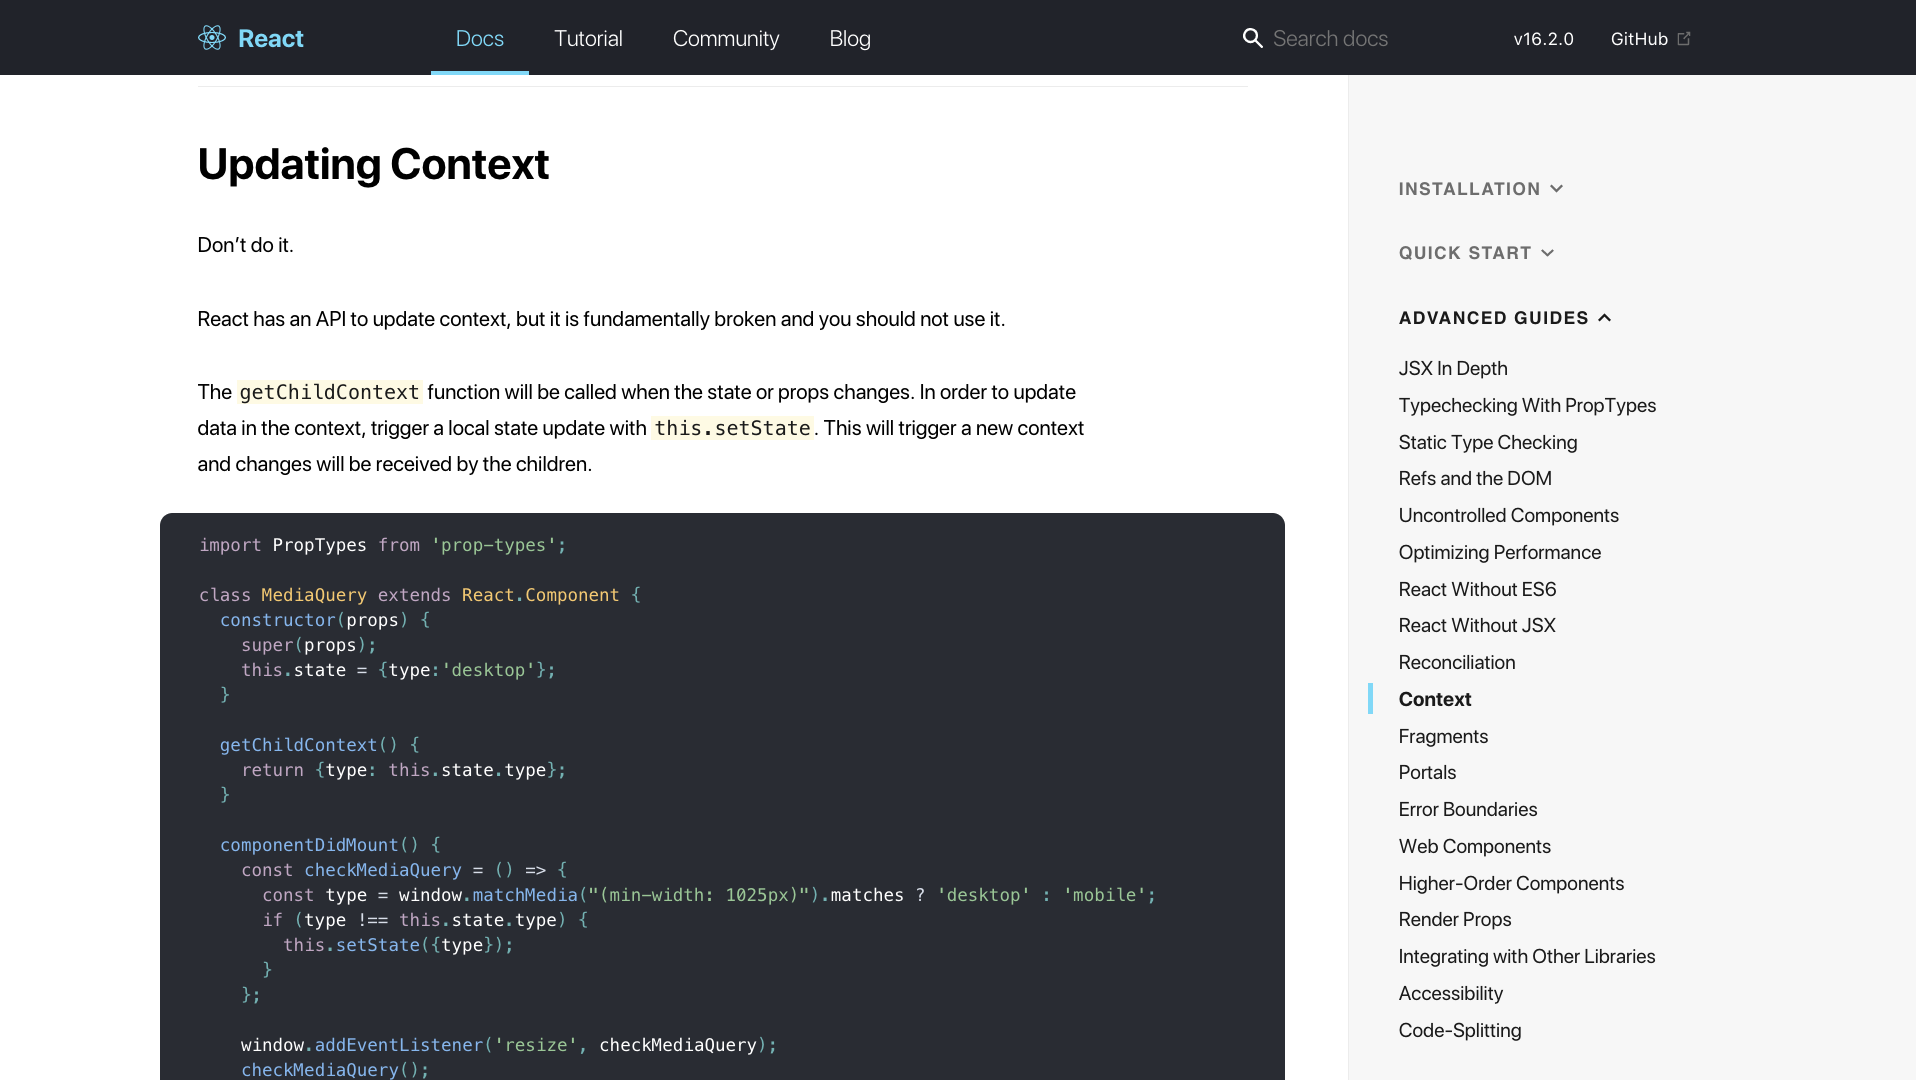 React
Docs
Tutorial
Community
Blog
Search docs
v16.2.0
GitHub
Updating Context
Don’t do it.
React has an API to update context, but it is fundamentally broken and you should not use it.
The getChildContext function will be called when the state or props changes. In order to update
data in the context, trigger a local state update with this.setState. This will trigger a new context
and changes will be received by the children.
import PropTypes from 'prop-types';
class MediaQuery extends React.Component {
constructor(props) {
super(props);
this.state = {type:'desktop'};
}
getChildContext() {
return {type: this.state.type};
}
componentDidMount() {
const checkMediaQuery = () => {
const type = window.matchMedia("(min-width: 1025px)").matches ? 'desktop' : 'mobile';
if (type !== this.state.type) {
this.setState({type});
}
};
window.addEventListener('resize', checkMediaQuery);
checkMediaQuery();
INSTALLATION
QUICK START
ADVANCED GUIDES
JSX In Depth
Typechecking With PropTypes
Static Type Checking
Refs and the DOM
Uncontrolled Components
Optimizing Performance
React Without ES6
React Without JSX
Reconciliation
Context
Fragments
Portals
Error Boundaries
Web Components
Higher-Order Components
Render Props
Integrating with Other Libraries
Accessibility
Code-Splitting